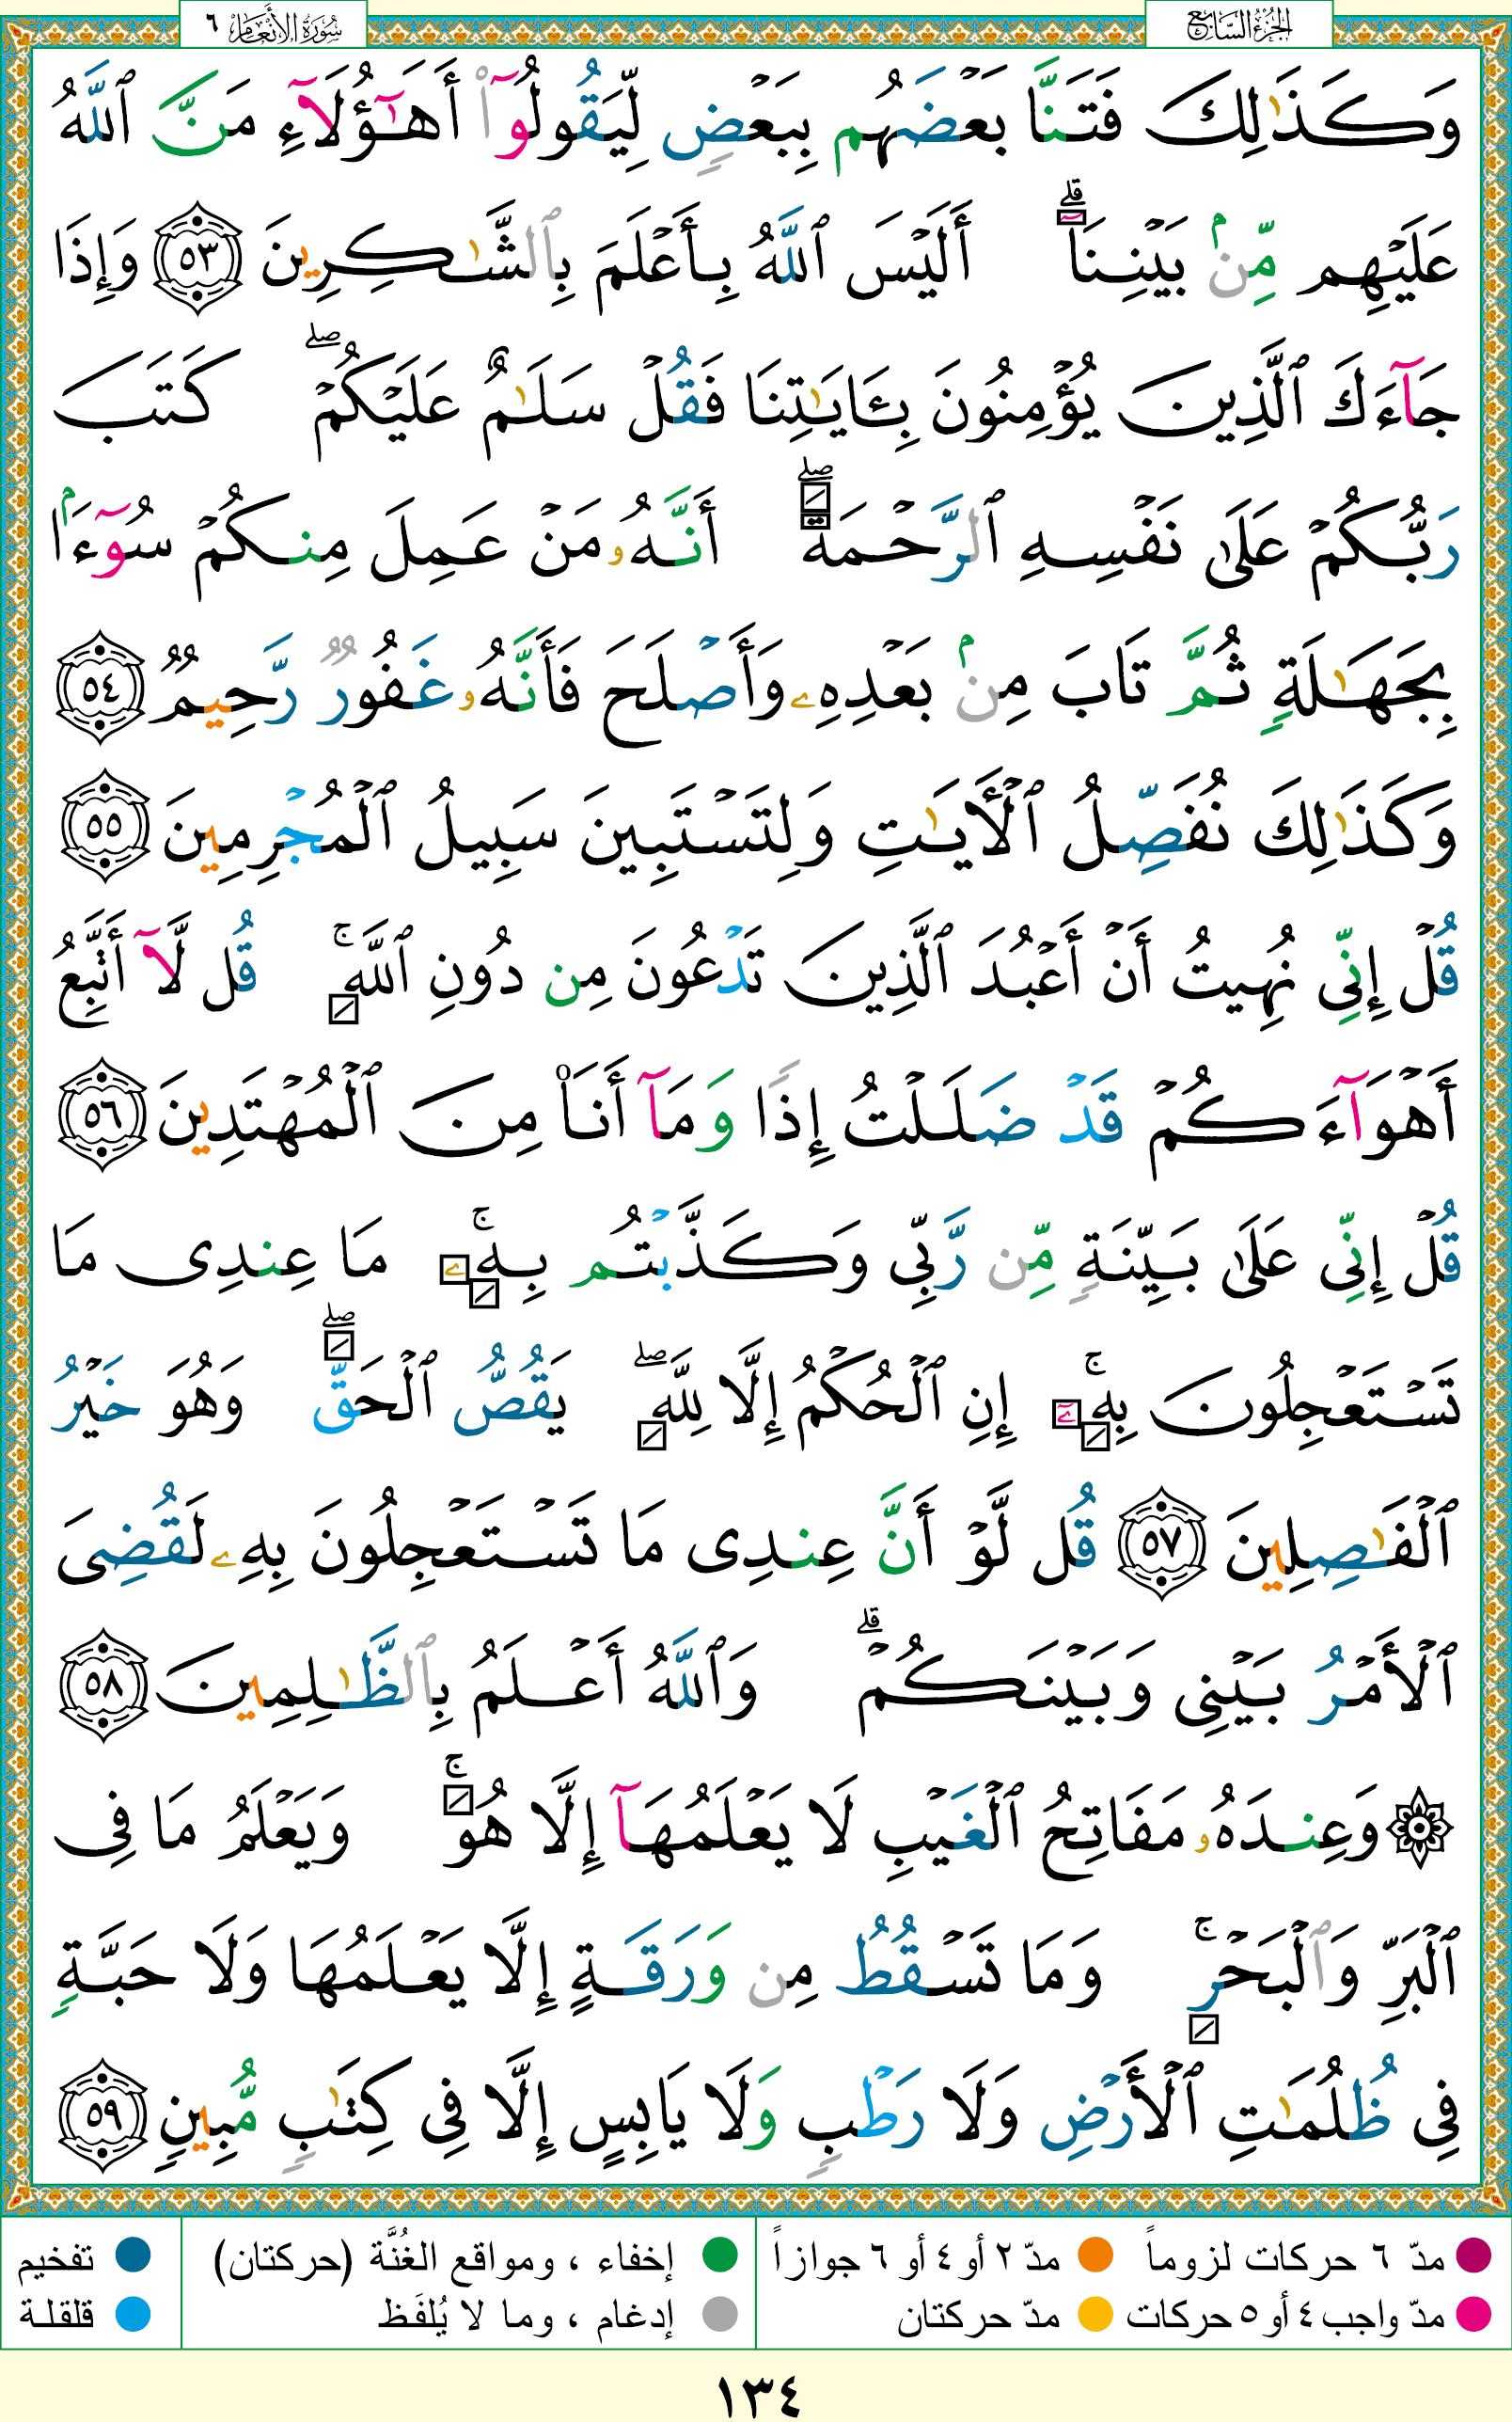 الجزء السابع
سورة الأنعام ٦
وَكَذَٰلِكَ فَتَنَّا بَعْضَهُم بِبَعْضٍ لِّيَقُولُوٓا۟ أَهَـٰٓؤُلَآءِ مَنَّ ٱللَّهُ
عَلَيْهِم مِّنۢ بَيْنِنَآ ۗ أَلَيْسَ ٱللَّهُ بِأَعْلَمَ بِٱلشَّـٰكِرِينَ ٥٣ وَإِذَا
جَآءَكَ ٱلَّذِينَ يُؤْمِنُونَ بِـَٔايَـٰتِنَا فَقُلْ سَلَـٰمٌ عَلَيْكُمْ ۖ كَتَبَ
رَبُّكُمْ عَلَىٰ نَفْسِهِ ٱلرَّحْمَةَ ۖ أَنَّهُۥ مَنْ عَمِلَ مِنكُمْ سُوٓءًۢا
بِجَهَـٰلَةٍ ثُمَّ تَابَ مِنۢ بَعْدِهِۦ وَأَصْلَحَ فَأَنَّهُۥ غَفُورٌ رَّحِيمٌ ٥٤
وَكَذَٰلِكَ نُفَصِّلُ ٱلْـَٔايَـٰتِ وَلِتَسْتَبِينَ سَبِيلُ ٱلْمُجْرِمِينَ ٥٥
قُلْ إِنِّى نُهِيتُ أَنْ أَعْبُدَ ٱلَّذِينَ تَدْعُونَ مِن دُونِ ٱللَّهِ ۚ قُل لَّآ أَتَّبِعُ
أَهْوَآءَكُمْ قَدْ ضَلَلْتُ إِذًا وَمَآ أَنَا۠ مِنَ ٱلْمُهْتَدِينَ ٥٦
قُلْ إِنِّى عَلَىٰ بَيِّنَةٍ مِّن رَّبِّى وَكَذَّبْتُم بِهِۦ ۚ مَا عِندِى مَا
تَسْتَعْجِلُونَ بِهِۦٓ ۚ إِنِ ٱلْحُكْمُ إِلَّا لِلَّهِ ۖ يَقُصُّ ٱلْحَقَّ ۖ وَهُوَ خَيْرُ
ٱلْفَـٰصِلِينَ ٥٧ قُل لَّوْ أَنَّ عِندِى مَا تَسْتَعْجِلُونَ بِهِۦ لَقُضِىَ
ٱلْأَمْرُ بَيْنِى وَبَيْنَكُمْ ۗ وَٱللَّهُ أَعْلَمُ بِٱلظَّـٰلِمِينَ ٥٨
۞ وَعِندَهُۥ مَفَاتِحُ ٱلْغَيْبِ لَا يَعْلَمُهَآ إِلَّا هُوَ ۚ وَيَعْلَمُ مَا فِى
ٱلْبَرِّ وَٱلْبَحْرِ ۚ وَمَا تَسْقُطُ مِن وَرَقَةٍ إِلَّا يَعْلَمُهَا وَلَا حَبَّةٍ
فِى ظُلُمَـٰتِ ٱلْأَرْضِ وَلَا رَطْبٍ وَلَا يَابِسٍ إِلَّا فِى كِتَـٰبٍ مُّبِينٍ ٥٩
مدّ ٦ حركات لزوماً مدّ ٢ أو ٤ أو ٦ جوازاً إخفاء ، ومواقع الغُنَّة (حركتان) تفخيم
مدّ واجب ٤ أو ٥ حركات مدّ حركتان إدغام ، وما لا يُلفَظ قلقلة
١٣٤